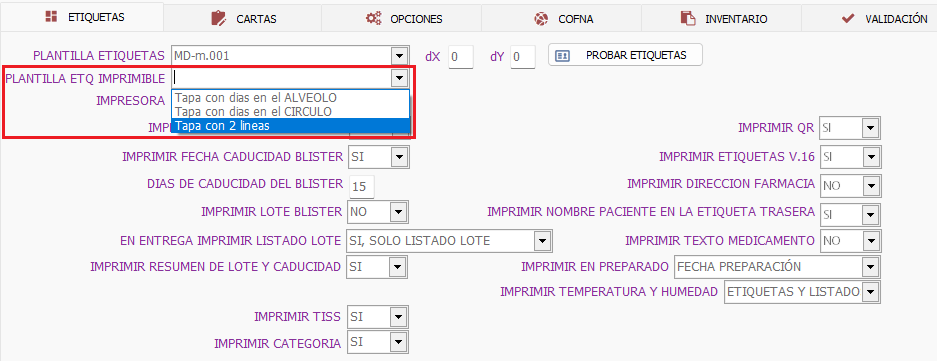 ETIQUETAS CARTAS OPCIONES COFNA INVENTARIO VALIDACIÓN
PLANTILLA ETIQUETAS MD-m.001 dX 0 dY 0 PROBAR ETIQUETAS
PLANTILLA ETQ IMPRIMIBLE
IMPRESORA Tapa con dias en el ALVEOLO
Tapa con dias en el CIRCULO
Tapa con 2 lineas
IMPRIMIR QR SI
IMPRIMIR FECHA CADUCIDAD BLISTER SI IMPRIMIR ETIQUETAS V.16 SI
DIAS DE CADUCIDAD DEL BLISTER 15 IMPRIMIR DIRECCION FARMACIA NO
IMPRIMIR LOTE BLISTER NO IMPRIMIR NOMBRE PACIENTE EN LA ETIQUETA TRASERA SI
EN ENTREGA IMPRIMIR LISTADO LOTE SI, SOLO LISTADO LOTE IMPRIMIR TEXTO MEDICAMENTO NO
IMPRIMIR RESUMEN DE LOTE Y CADUCIDAD SI IMPRIMIR EN PREPARADO FECHA PREPARACIÓN
IMPRIMIR TEMPERATURA Y HUMEDAD ETIQUETAS Y LISTADO
IMPRIMIR TISS SI
IMPRIMIR CATEGORIA SI